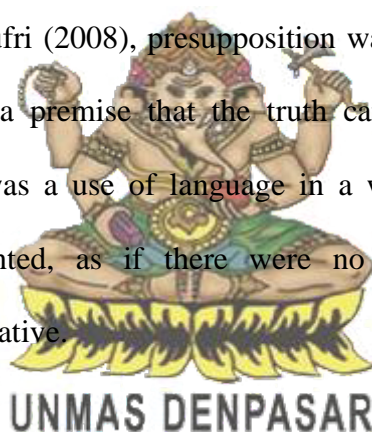 ufri (2008), presupposition wa
a premise that the truth ca
was a use of language in a w
nted, as if there were no
ative.
UNMAS DENPASAR